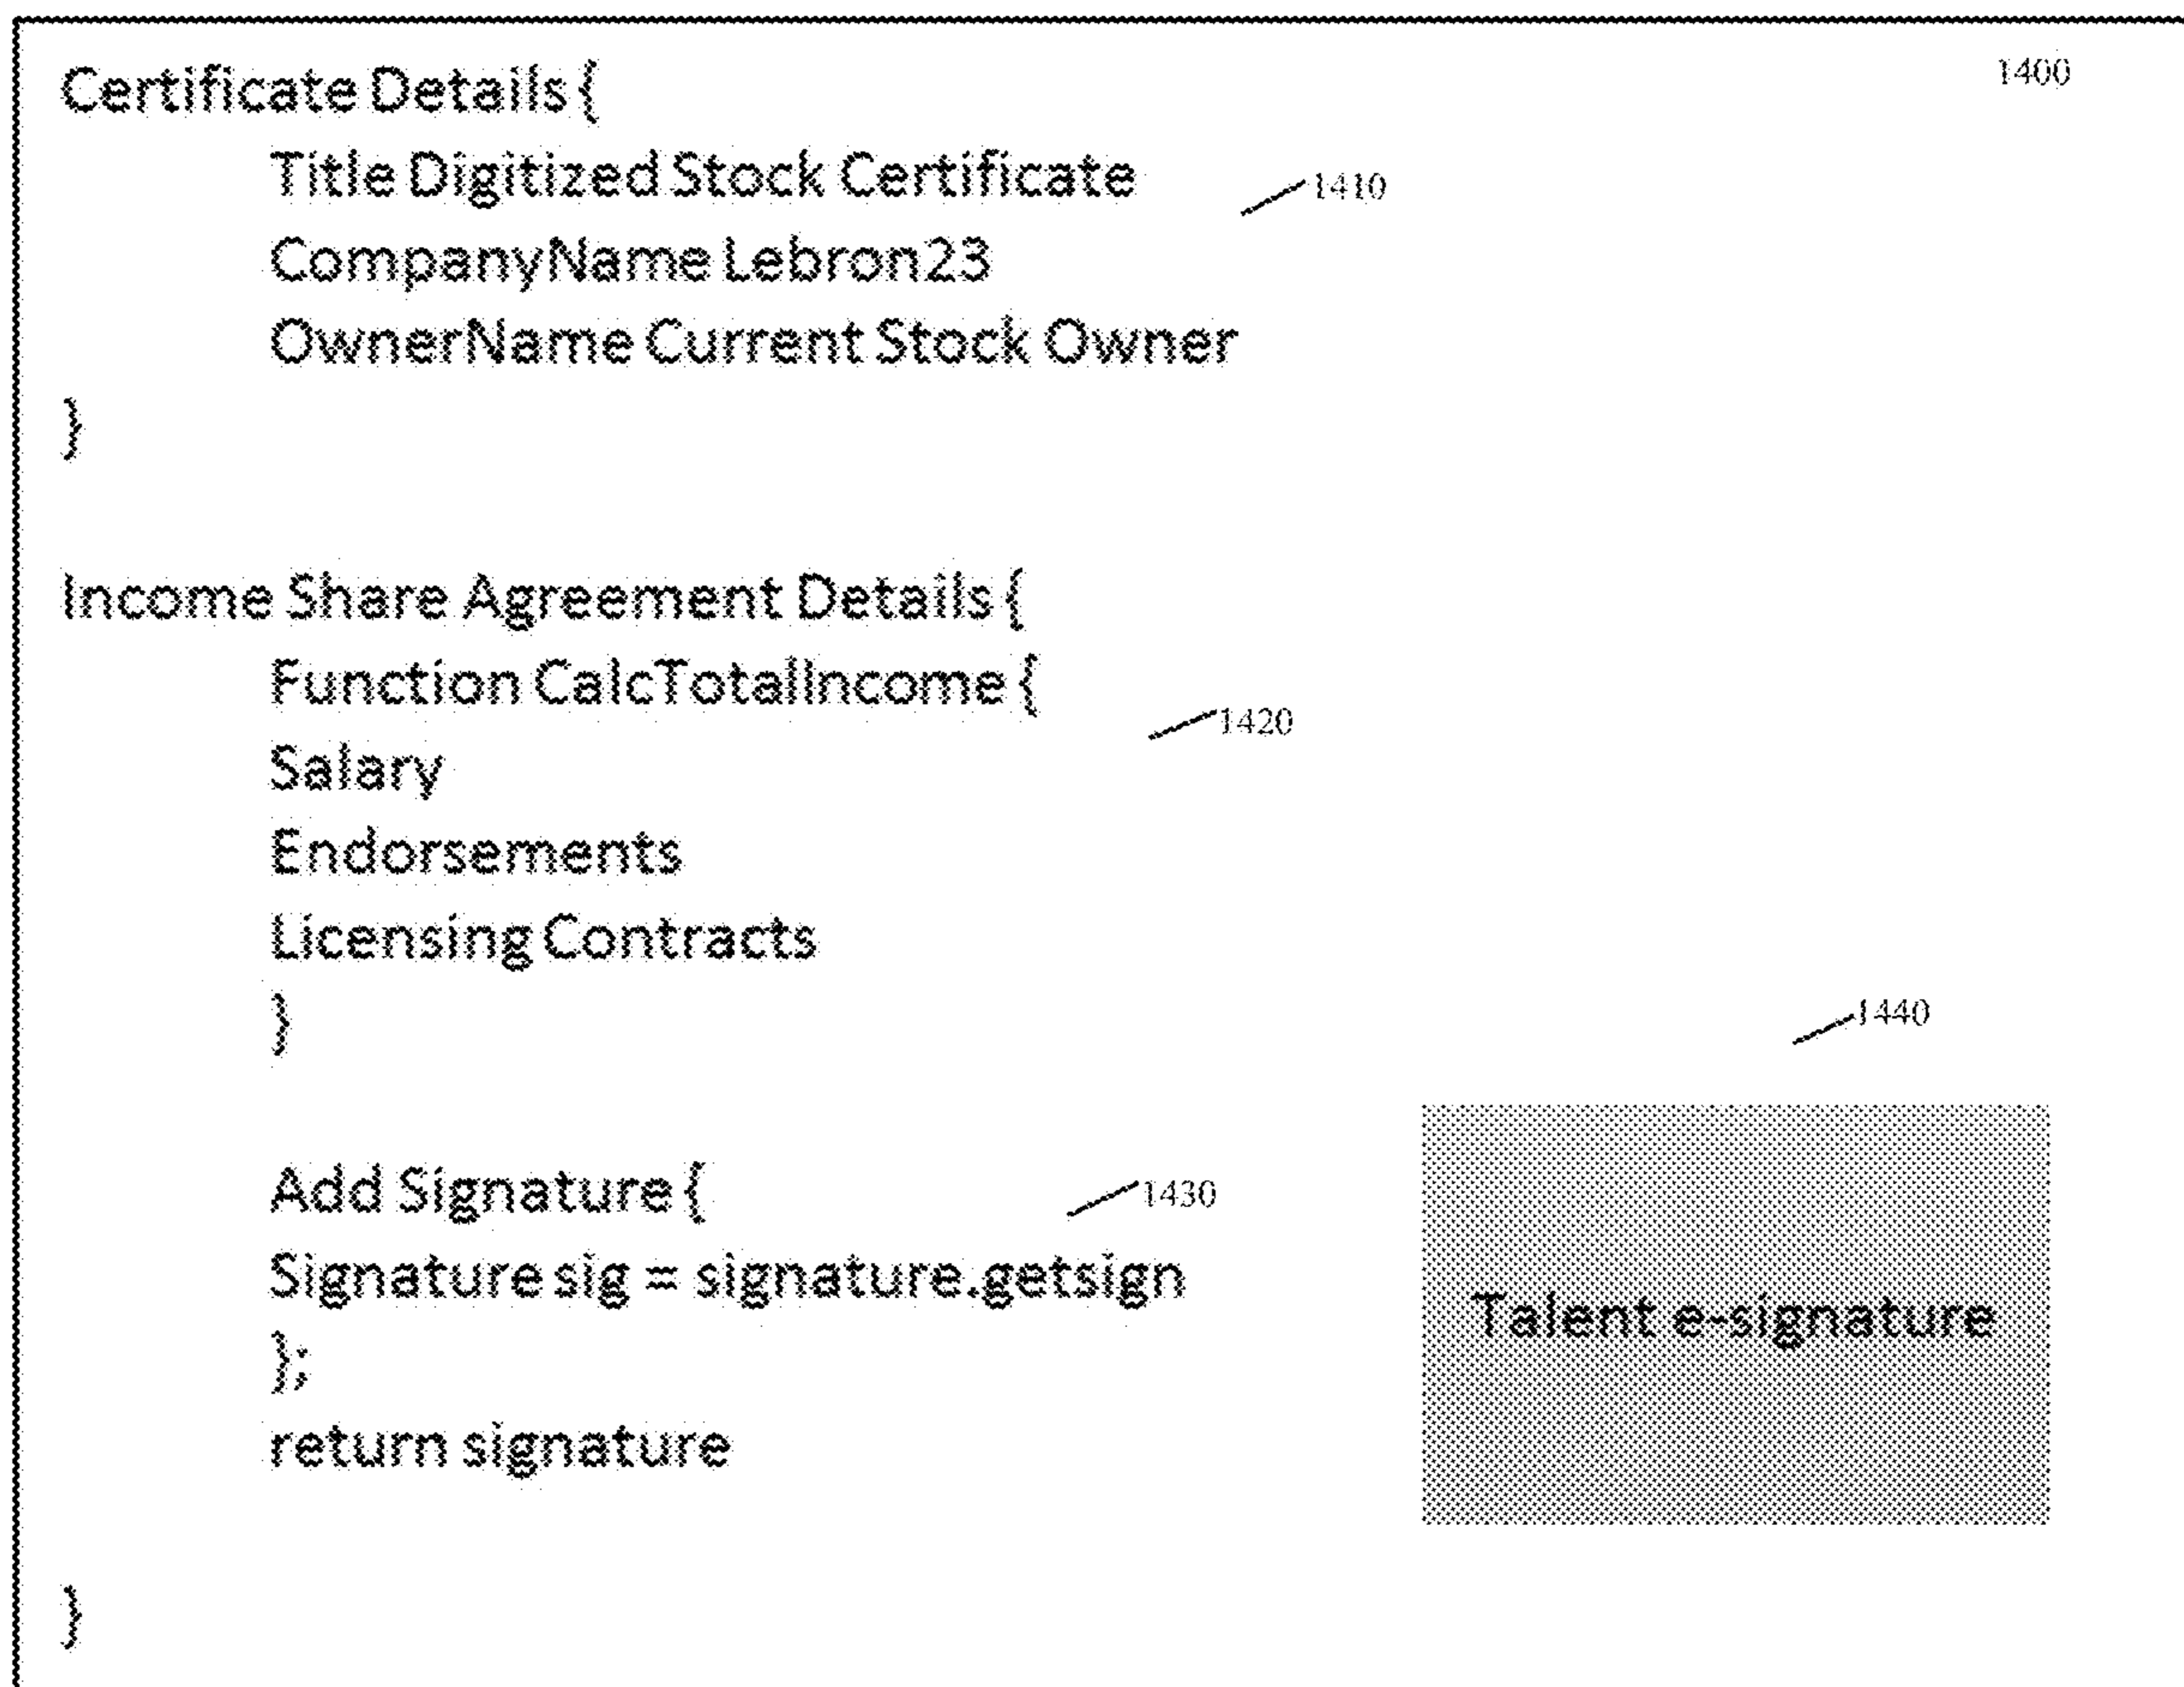 1400
Certificate Details {
Title Digitized Stock Certificate
1410
CompanyName Lebron23
OwnerName Current Stock Owner
}
Income Share Agreement Details {
Function CalcTotalIncome {
1420
Salary
Endorsements
Licensing Contracts
}
1440
Add Signature {
1430
Signature sig = signature.getsign
Talent e-signature
};
return signature
}